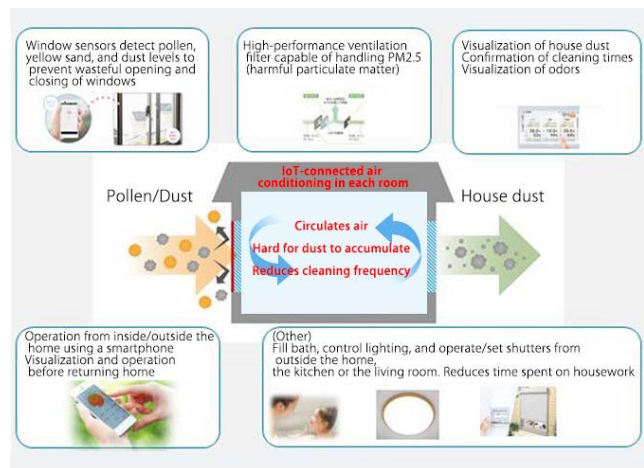 Window sensors detect pollen,
yellow sand, and dust levels to
prevent wasteful opening and
closing of windows
High-performance ventilation
filter capable of handling PM2.5
(harmful particulate matter)
Visualization of house dust
Confirmation of cleaning times
Visualization of odors
IoT-connected air
conditioning in each room
Pollen/Dust
House dust
Circulates air
Hard for dust to accumulate
Reduces cleaning frequency
Operation from inside/outside the
home using a smartphone
Visualization and operation
before returning home
(Other)
Fill bath, control lighting, and operate/set shutters from
outside the home,
the kitchen or the living room. Reduces time spent on housework